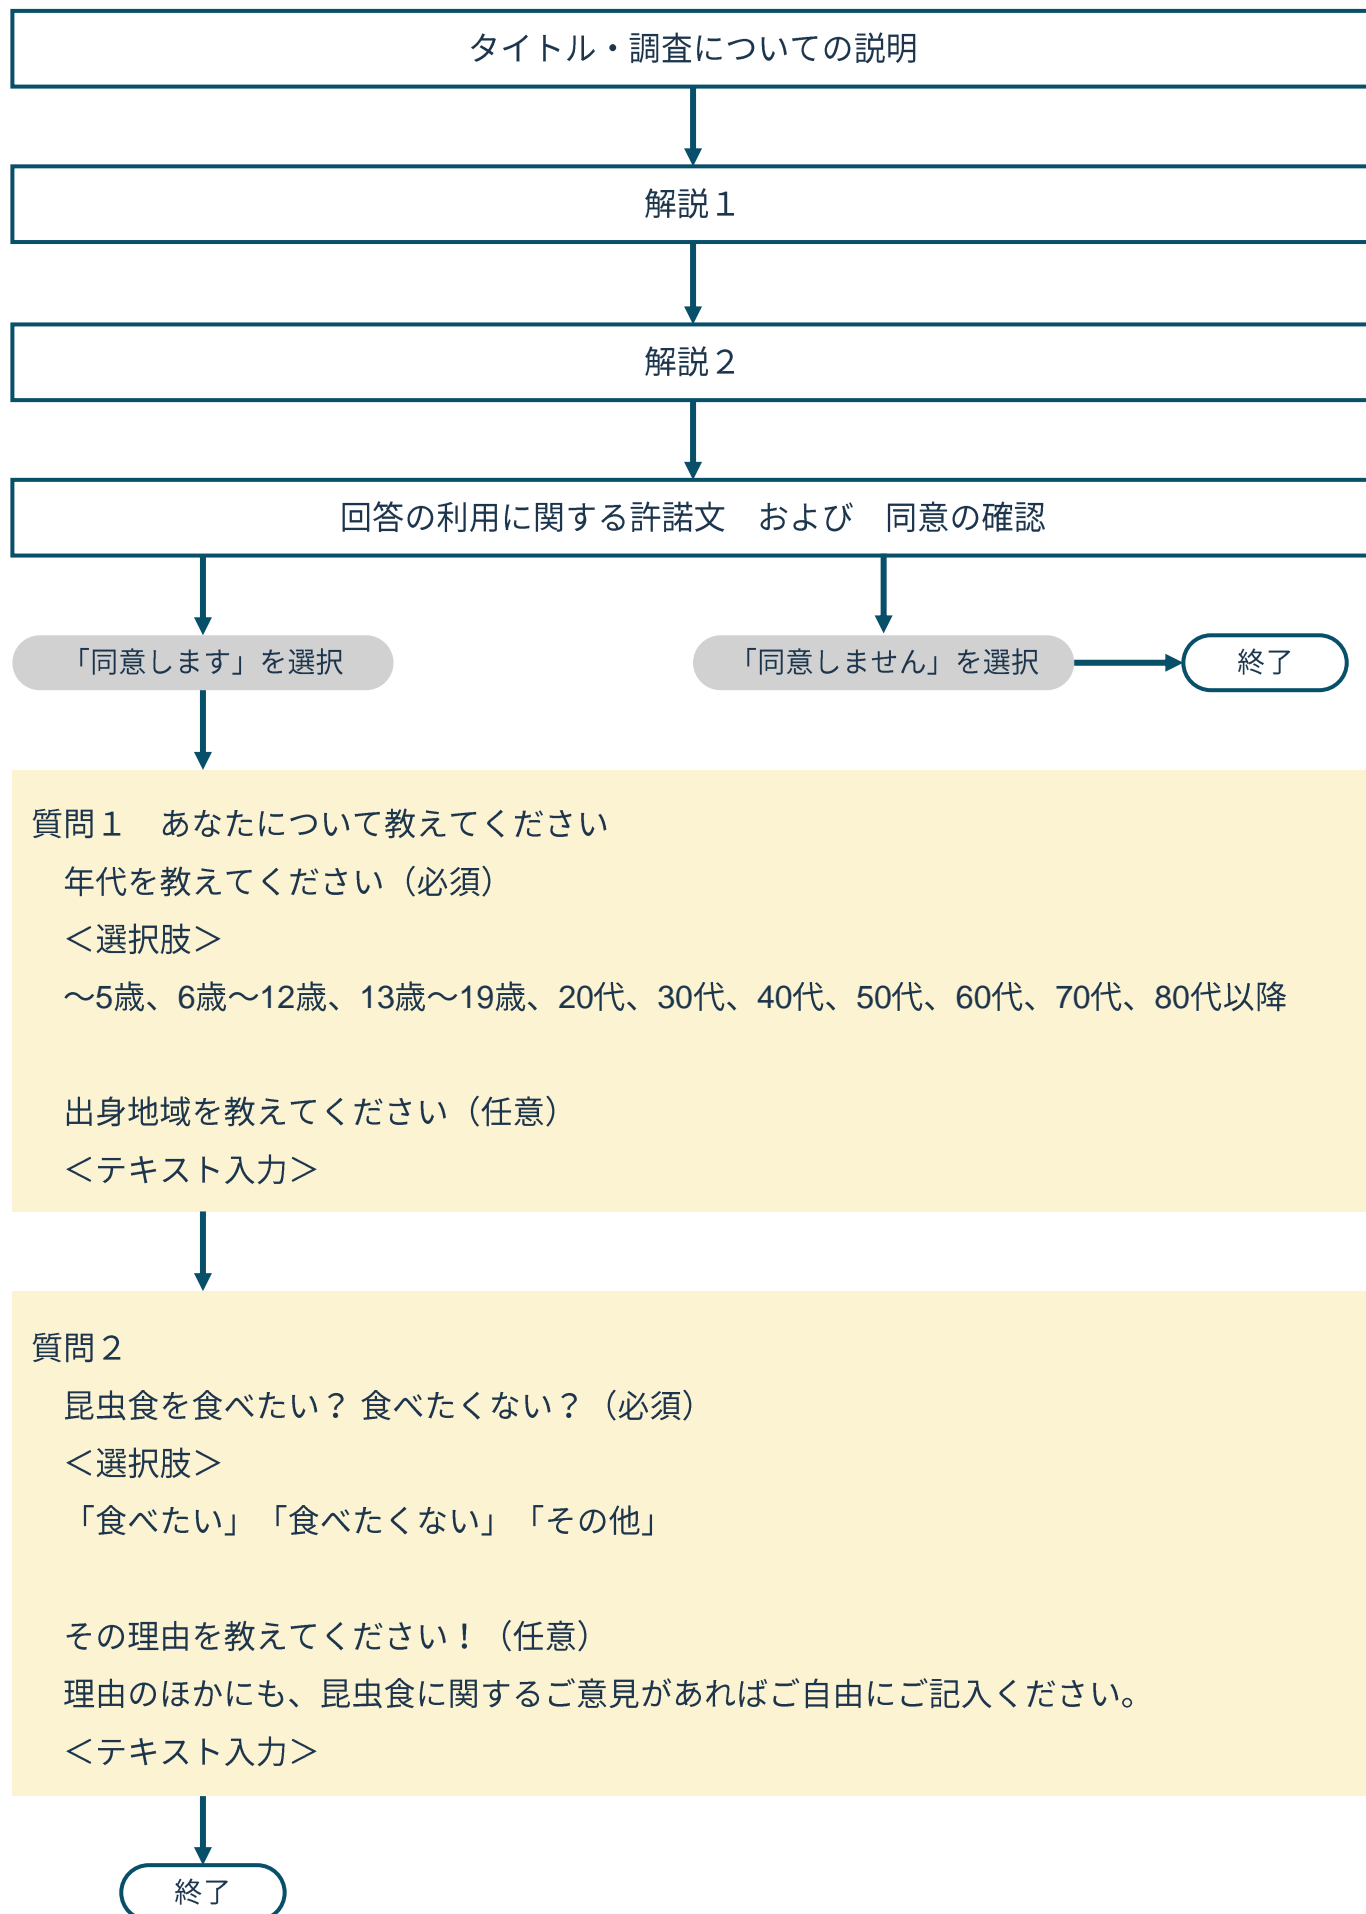 タイトル・調査についての説明
解説１
解説２
回答の利用に関する許諾文　および　同意の確認
「同意します」を選択
「同意しません」を選択
終了
質問１　あなたについて教えてください
年代を教えてください（必須）
＜選択肢＞
～5歳、6歳～12歳、13歳～19歳、20代、30代、40代、50代、60代、70代、80代以降
出身地域を教えてください（任意）
＜テキスト入力＞
質問２
昆虫食を食べたい？ 食べたくない？（必須）
＜選択肢＞
「食べたい」「食べたくない」「その他」
その理由を教えてください！（任意）
理由のほかにも、昆虫食に関するご意見があればご自由にご記入ください。
＜テキスト入力＞
終了